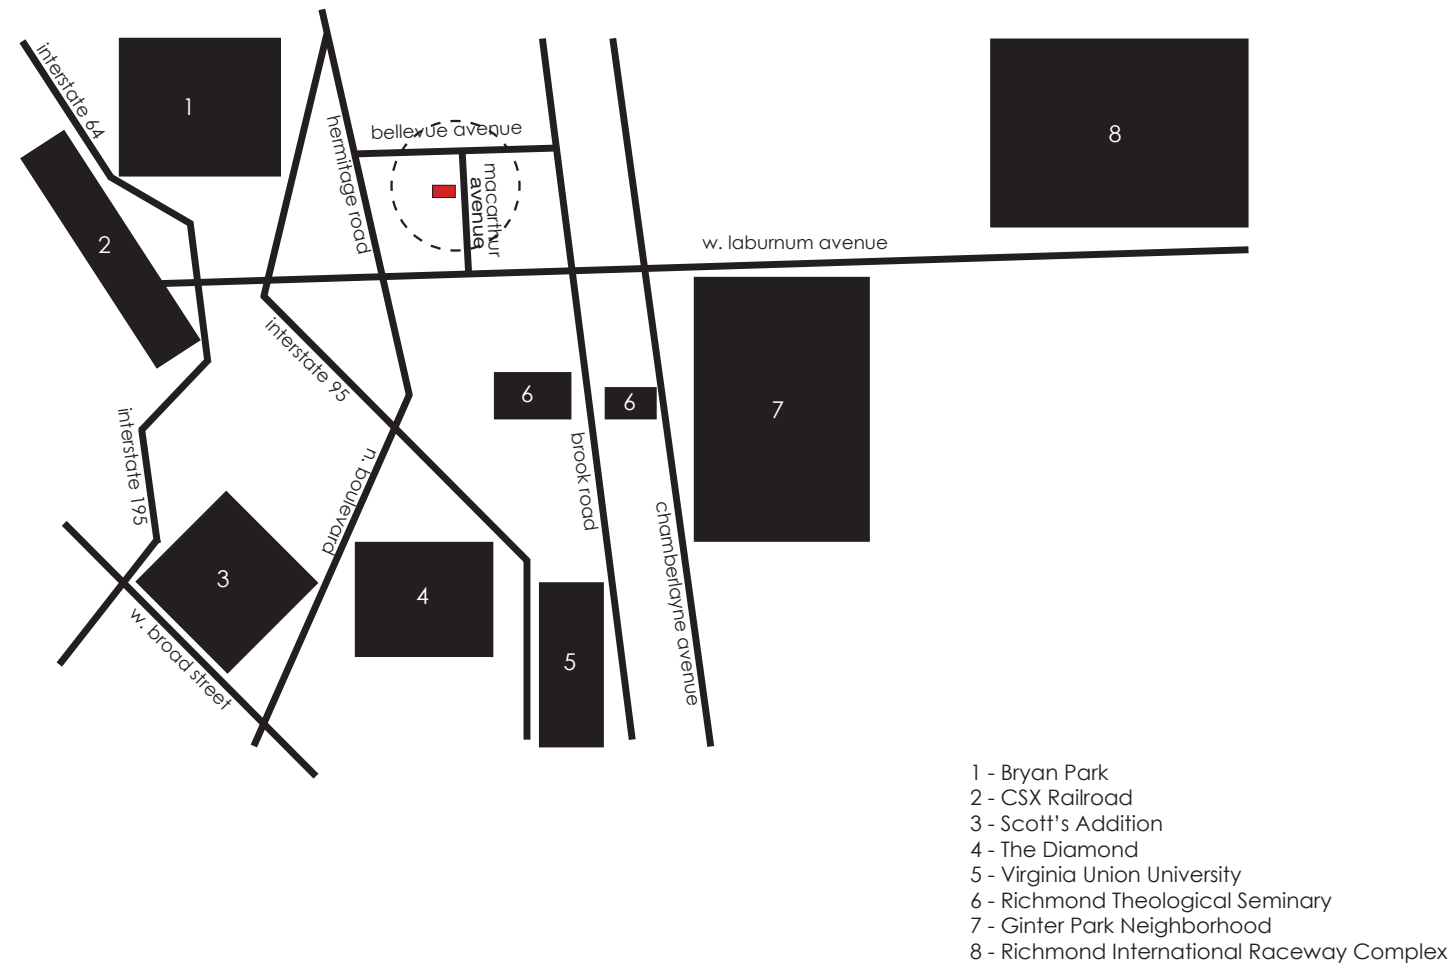 interstate 64
1
hermitage road
bellevue avenue
macarthur
avenue
8
2
w. laburnum avenue
interstate 95
6
6
7
interstate 195
n. boulevard
brook road
chamberlayne avenue
3
4
w. broad street
5
1 - Bryan Park
2 - CSX Railroad
3 - Scott’s Addition
4 - The Diamond
5 - Virginia Union University
6 - Richmond Theological Seminary
7 - Ginter Park Neighborhood
8 - Richmond International Raceway Complex